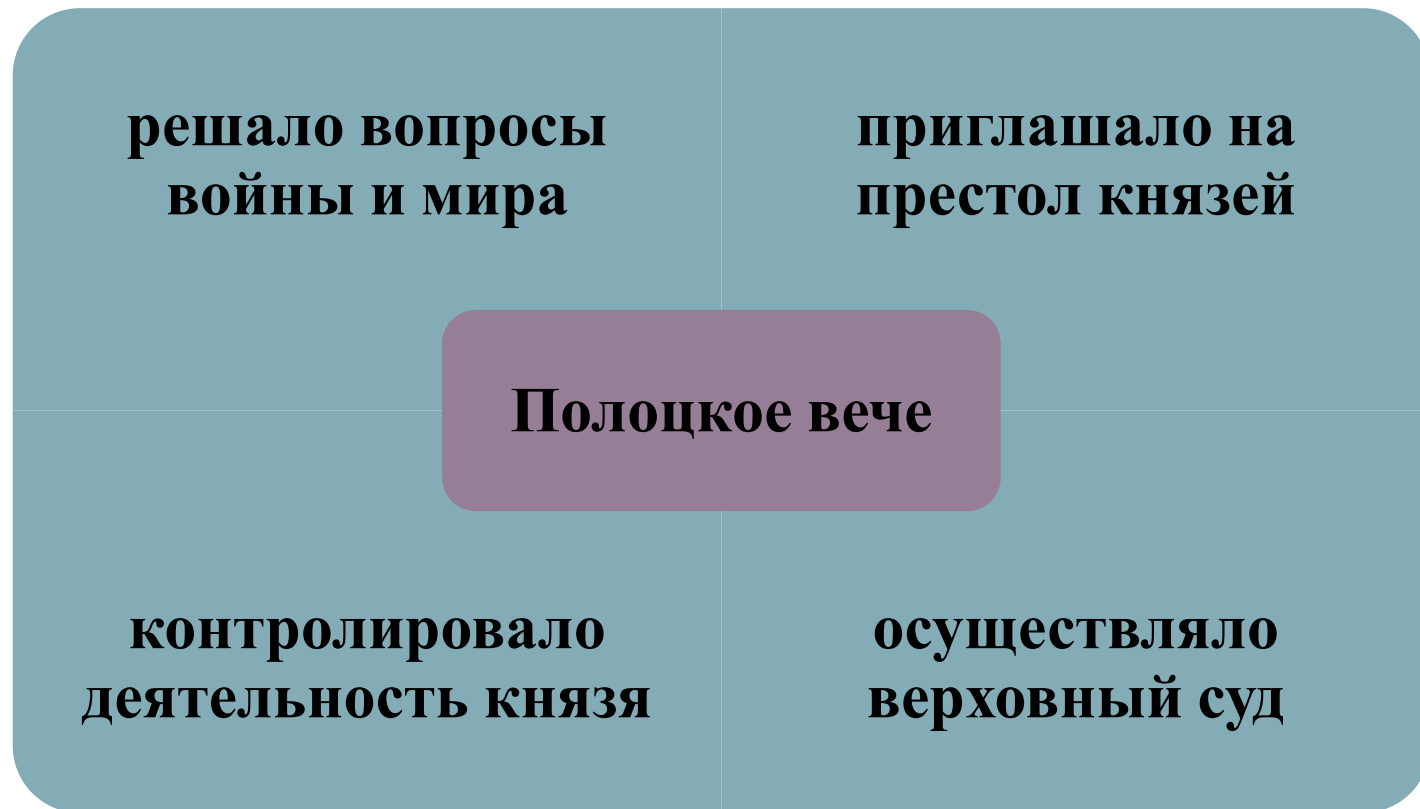 решало вопросы
войны и мира
приглашало на
престол князей
Полоцкое вече
контролировало
деятельность князя
осуществляло
верховный суд